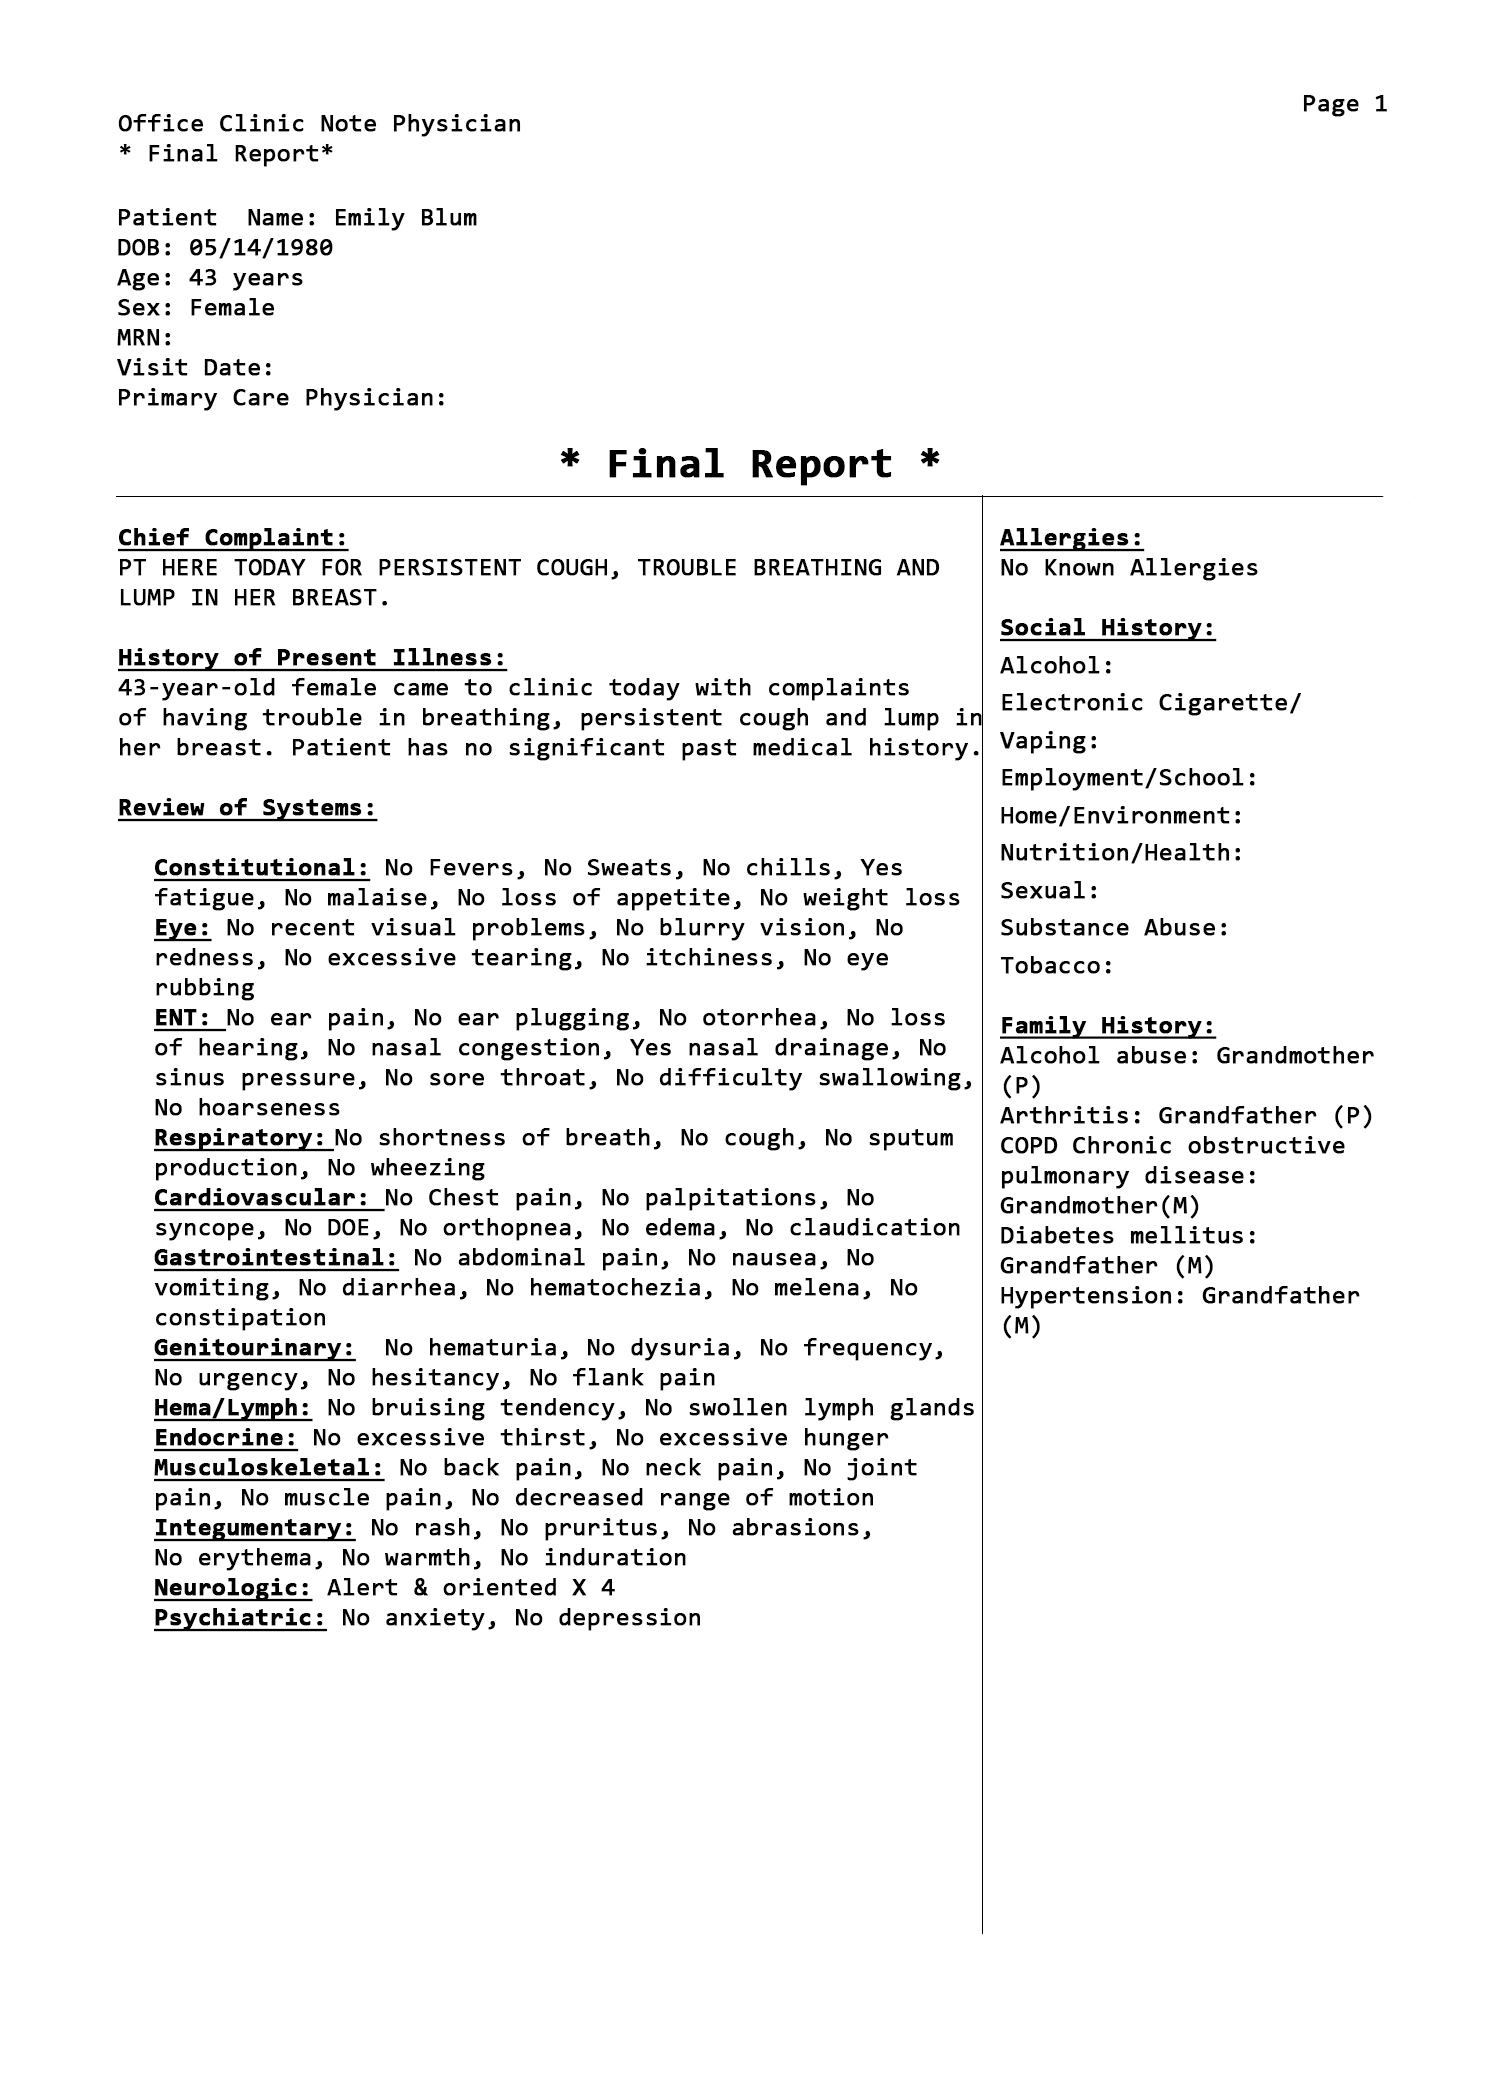 Page 1
Office Clinic Note Physician
* Final Report*
Patient  Name: Emily Blum
DOB: 05/14/1980
Age: 43 years
Sex: Female
MRN:
Visit Date:
Primary Care Physician:
* Final Report *
Chief Complaint:
PT HERE TODAY FOR PERSISTENT COUGH, TROUBLE BREATHING AND
LUMP IN HER BREAST.
History of Present Illness:
43-year-old female came to clinic today with complaints
of having trouble in breathing, persistent cough and lump in
her breast. Patient has no significant past medical history.
Review of Systems:
Constitutional: No Fevers, No Sweats, No chills, Yes
fatigue, No malaise, No loss of appetite, No weight loss
Eye: No recent visual problems, No blurry vision, No
redness, No excessive tearing, No itchiness, No eye
rubbing
ENT: No ear pain, No ear plugging, No otorrhea, No loss
of hearing, No nasal congestion, Yes nasal drainage, No
sinus pressure, No sore throat, No difficulty swallowing,
No hoarseness
Respiratory: No shortness of breath, No cough, No sputum
production, No wheezing
Cardiovascular: No Chest pain, No palpitations, No
syncope, No DOE, No orthopnea, No edema, No claudication
Gastrointestinal: No abdominal pain, No nausea, No
vomiting, No diarrhea, No hematochezia, No melena, No
constipation
Genitourinary:  No hematuria, No dysuria, No frequency,
No urgency, No hesitancy, No flank pain
Hema/Lymph: No bruising tendency, No swollen lymph glands
Endocrine: No excessive thirst, No excessive hunger
Musculoskeletal: No back pain, No neck pain, No joint
pain, No muscle pain, No decreased range of motion
Integumentary: No rash, No pruritus, No abrasions,
No erythema, No warmth, No induration
Neurologic: Alert & oriented X 4
Psychiatric: No anxiety, No depression
Allergies:
No Known Allergies
Social History:
Alcohol:
Electronic Cigarette/
Vaping:
Employment/School:
Home/Environment:
Nutrition/Health:
Sexual:
Substance Abuse:
Tobacco:
Family History:
Alcohol abuse: Grandmother
(P)
Arthritis: Grandfather (P)
COPD Chronic obstructive
pulmonary disease:
Grandmother(M)
Diabetes mellitus:
Grandfather (M)
Hypertension: Grandfather
(M)